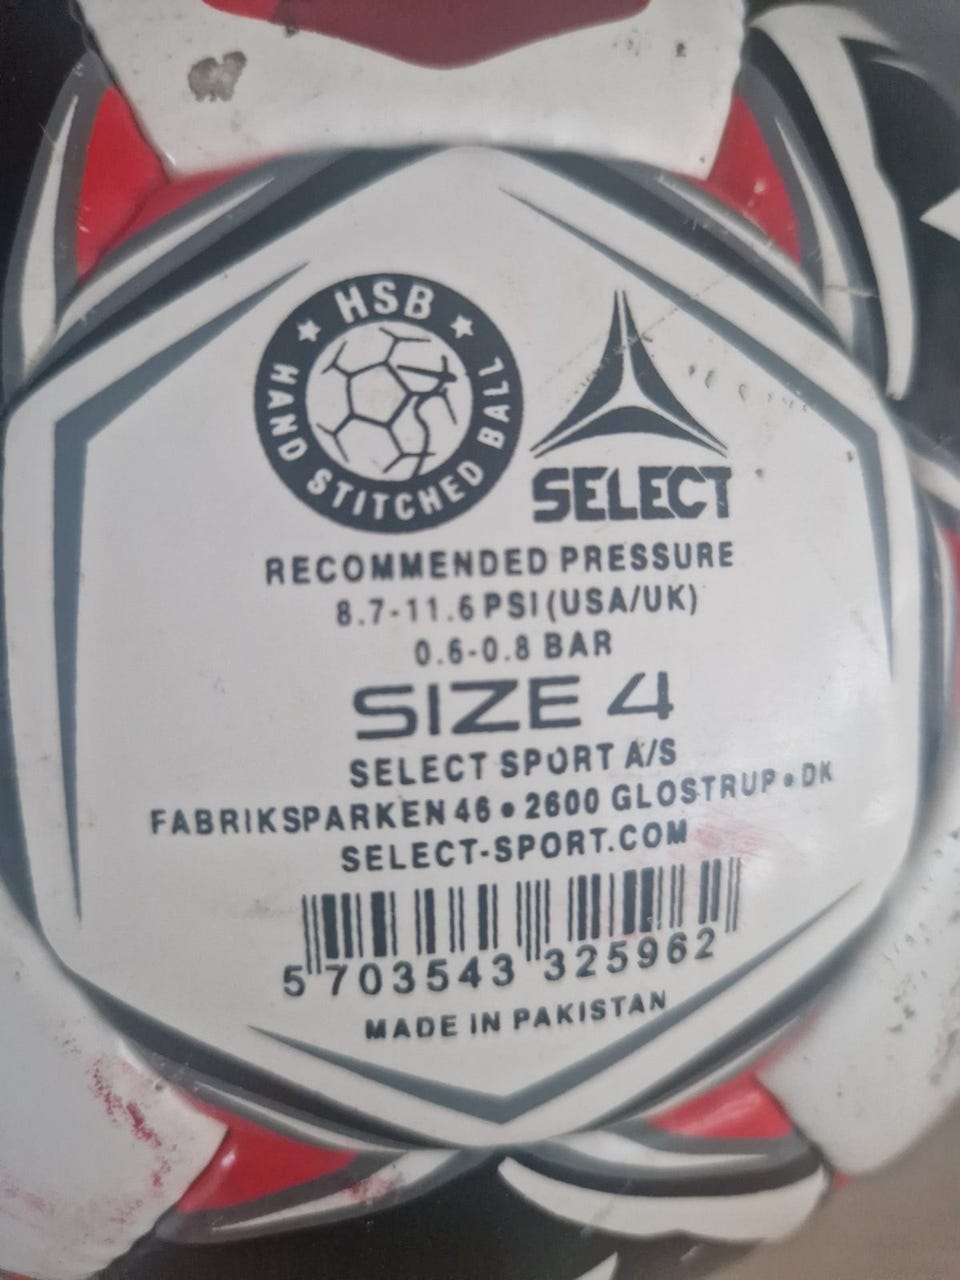 HSB
HAND STITCHED BALL
SELECT
RECOMMENDED PRESSURE
8.7-11.6 PSI (USA/UK)
0.6-0.8 BAR
SIZE 4
SELECT SPORT A/S
FABRIKSPARKEN 46 • 2600 GLOSTRUP • DK
SELECT-SPORT.COM
5 703543 325962
MADE IN PAKISTAN